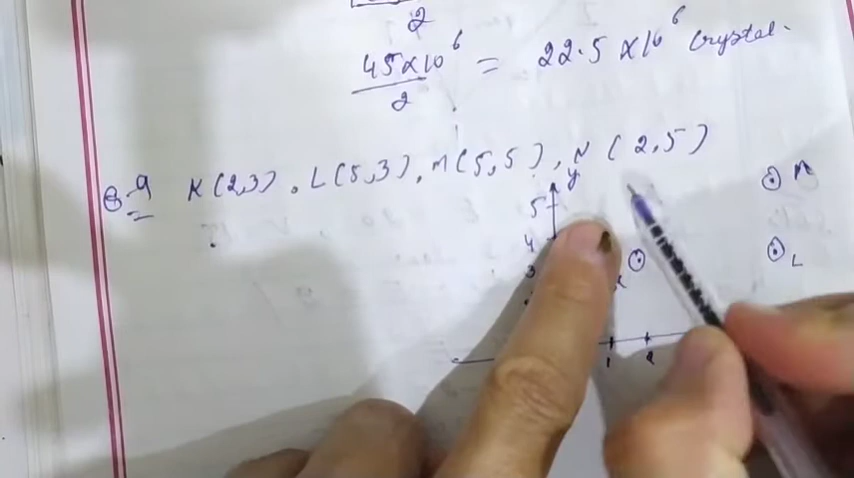 2
45×10⁶ = 22.5 ×10⁶ Crystal.
2
Q.9 K(2,3), L(5,3), M(5,5), N(2,5)
y
5 M
4
3 K L
1 2